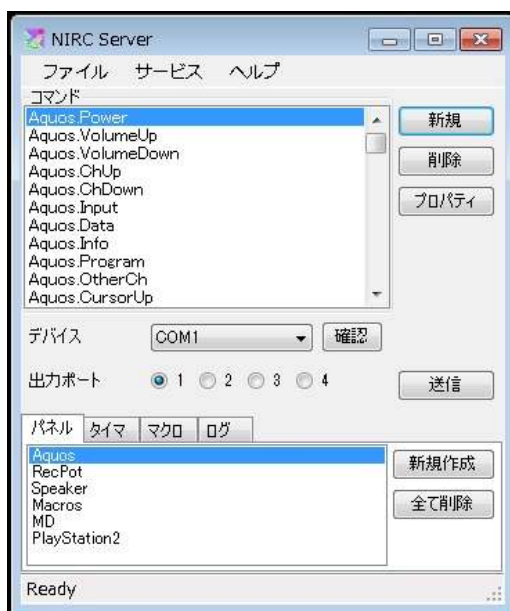 NIRC Server
ファイル サービス ヘルプ
コマンド
Aquos.Power
Aquos.VolumeUp
Aquos.VolumeDown
Aquos.ChUp
Aquos.ChDown
Aquos.Input
Aquos.Data
Aquos.Info
Aquos.Program
Aquos.OtherCh
Aquos.CursorUp
新規
削除
プロパティ
デバイス COM1 確認
出力ポート 1 2 3 4 送信
パネル タイマ マクロ ログ
Aquos
RecPot
Speaker
Macros
MD
PlayStation2
新規作成
全て削除
Ready